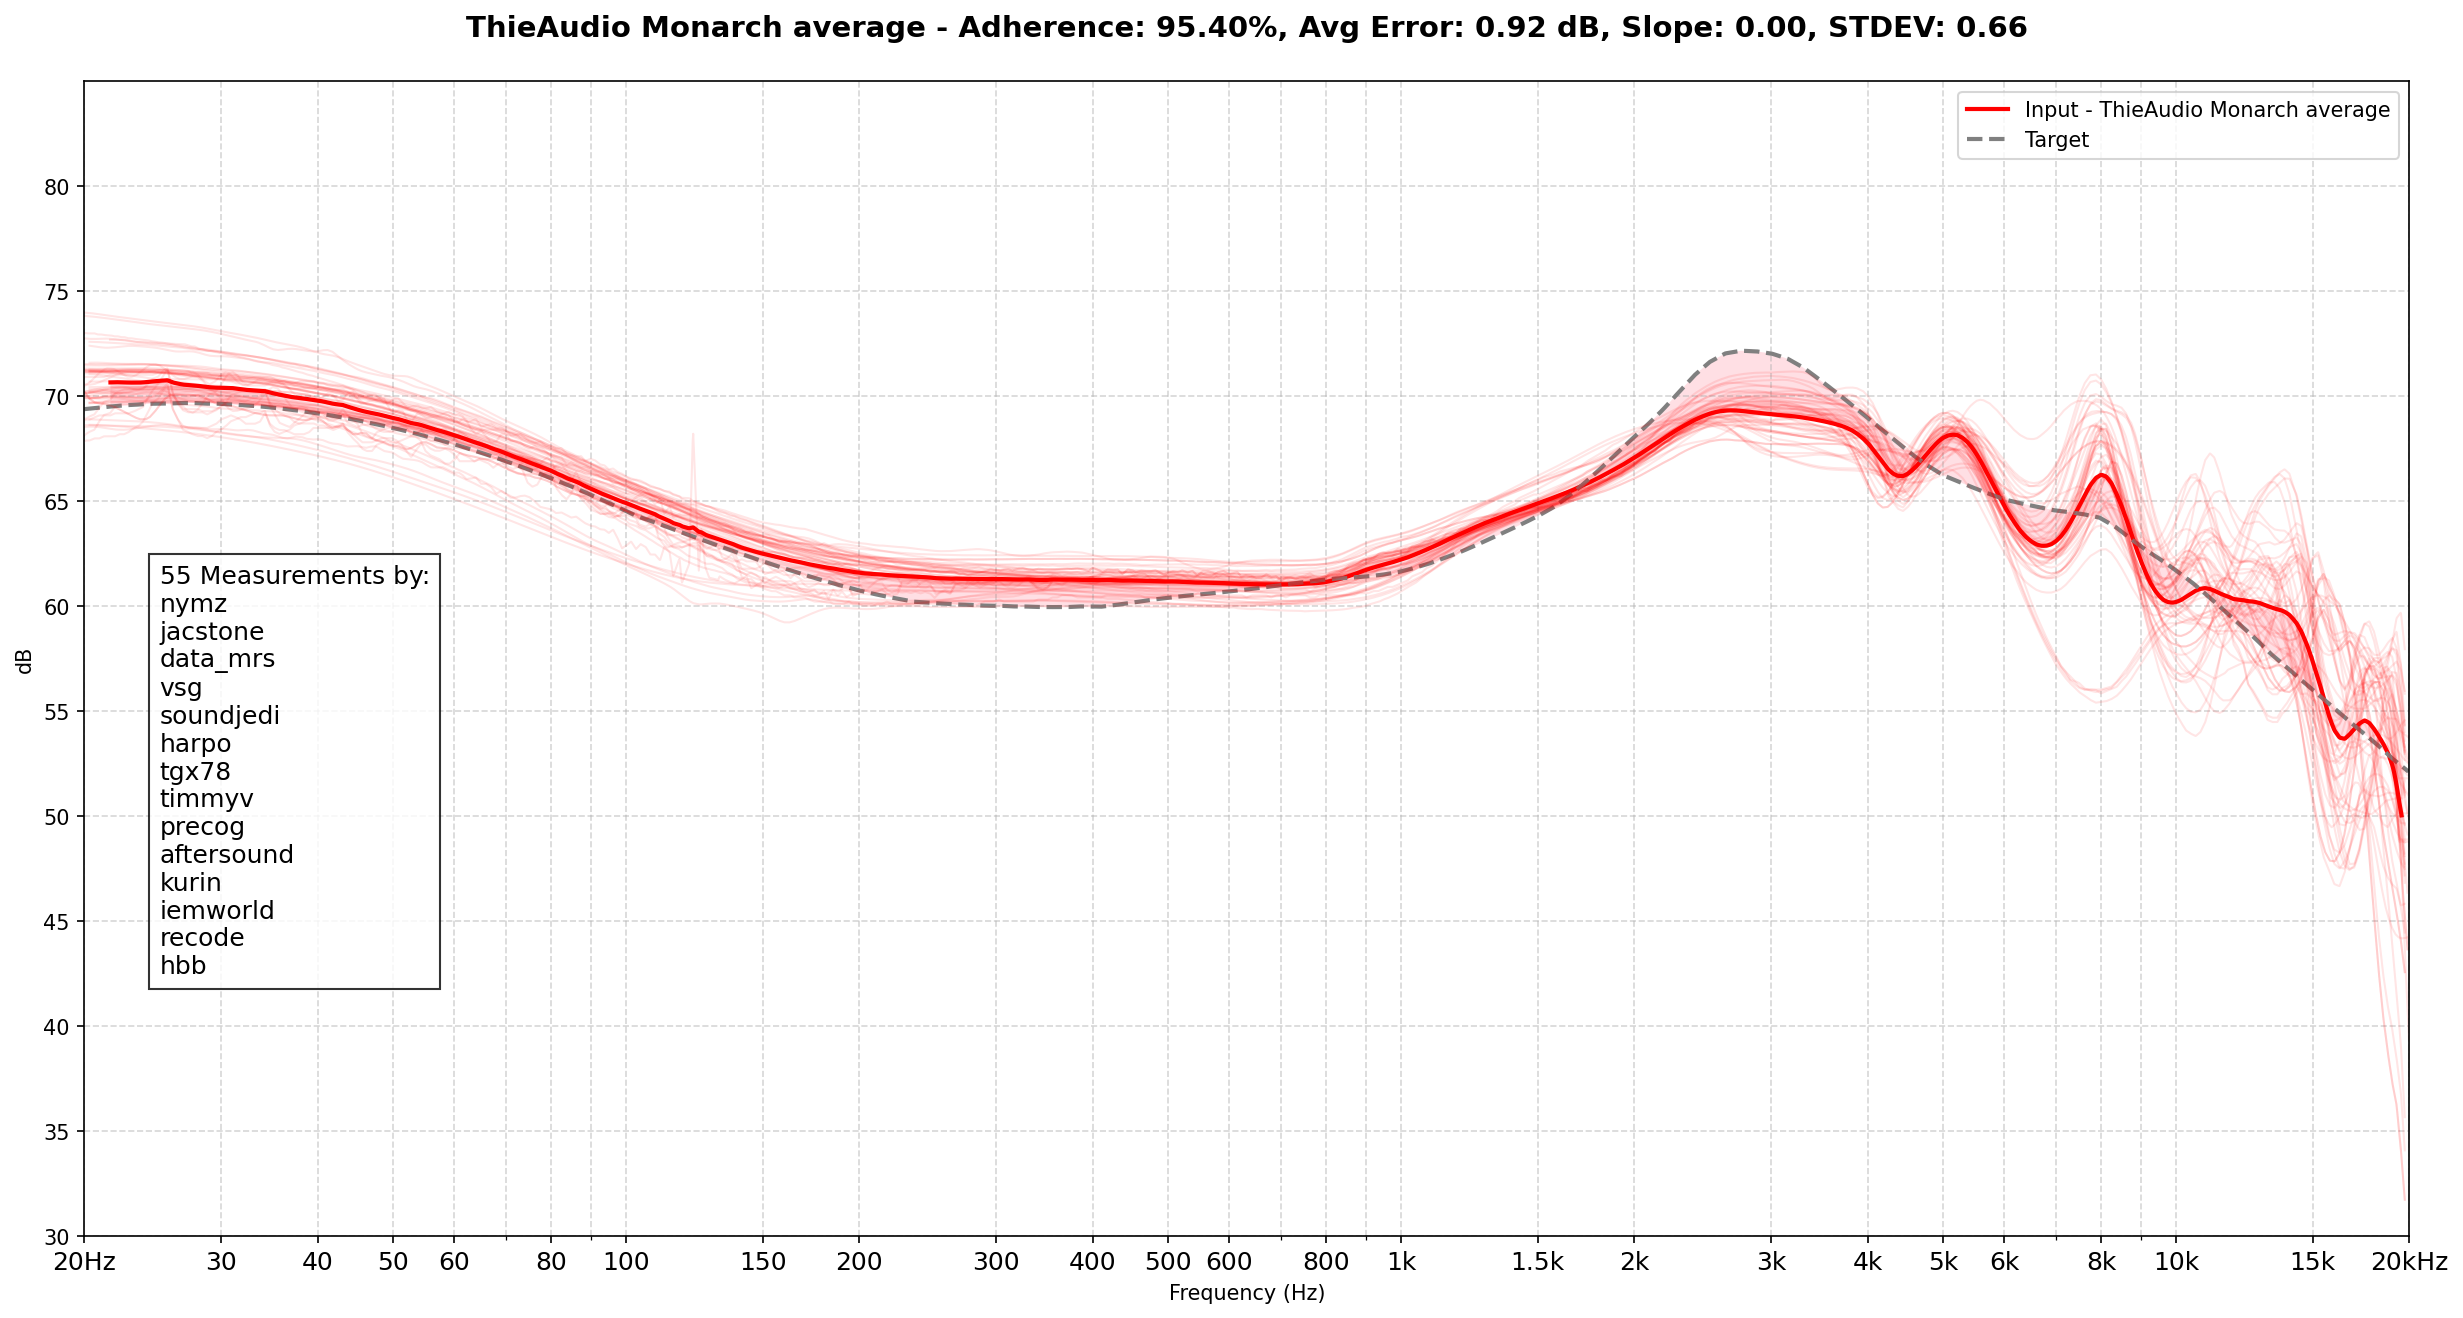 ThieAudio Monarch average - Adherence: 95.40%, Avg Error: 0.92 dB, Slope: 0.00, STDEV: 0.66
Input - ThieAudio Monarch average
Target
80
75
70
65
60
55
50
45
40
35
30
dB
55 Measurements by:
nymz
jacstone
data_mrs
vsg
soundjedi
harpo
tgx78
timmyv
precog
aftersound
kurin
iemworld
recode
hbb
20Hz 30 40 50 60 80 100 150 200 300 400 500 600 800 1k 1.5k 2k 3k 4k 5k 6k 8k 10k 15k 20kHz
Frequency (Hz)